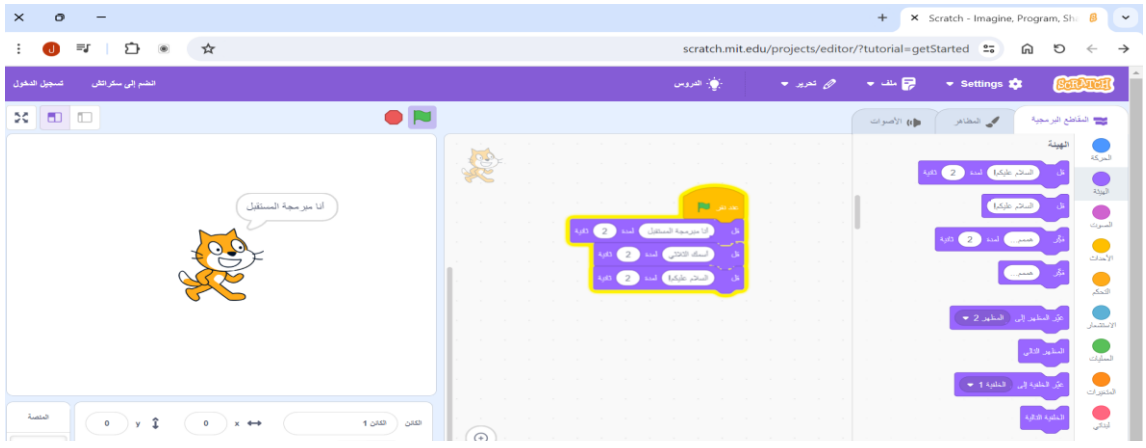 Scratch - Imagine, Program, Sh
scratch.mit.edu/projects/editor/?tutorial=getStarted
SCRATCH
Settings
ملف
تحرير
الدروس
انضم إلى سكراتش
تسجيل الدخول
المقاطع البرمجية
المظاهر
الأصوات
الحركة
الهيئة
الصوت
الأحداث
التحكم
الاستشعار
العمليات
المتغيرات
لبناتي
الهيئة
قل السلام عليكم! لمدة 2 ثانية
قل السلام عليكم!
فكّر همممم... لمدة 2 ثانية
فكّر همممم...
غيّر المظهر إلى المظهر 2
المظهر التالي
غيّر الخلفية إلى الخلفية 1
الخلفية التالية
عند نقر
قل أنا مبرمجة المستقبل لمدة 2 ثانية
قل أسمك الثلاثي لمدة 2 ثانية
قل السلام عليكم! لمدة 2 ثانية
أنا مبرمجة المستقبل
الكائن الكائن 1 x 0 y 0
المنصة